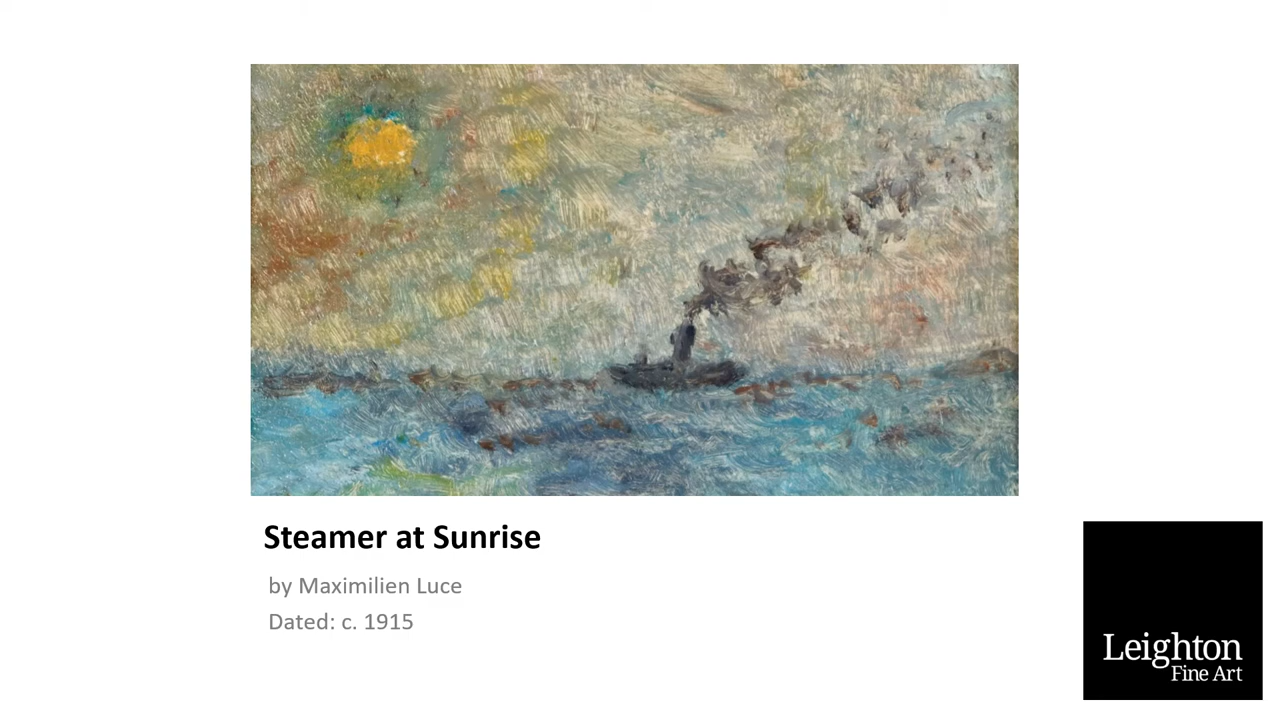 Steamer at Sunrise
by Maximilien Luce
Dated: c. 1915
Leighton
Fine Art